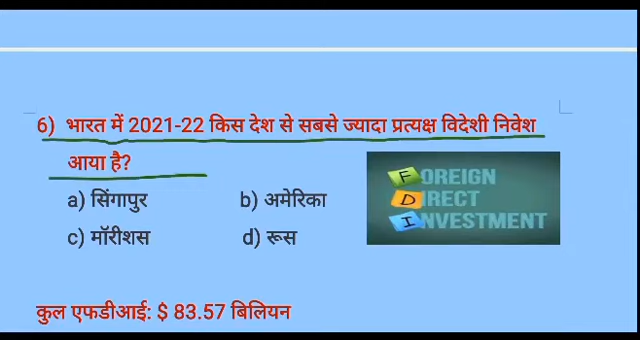 6) भारत में 2021-22 किस देश से सबसे ज्यादा प्रत्यक्ष विदेशी निवेश
आया है?
a) सिंगापुर b) अमेरिका
c) मॉरीशस d) रूस
FOREIGN
DIRECT
INVESTMENT
कुल एफडीआई: $ 83.57 बिलियन